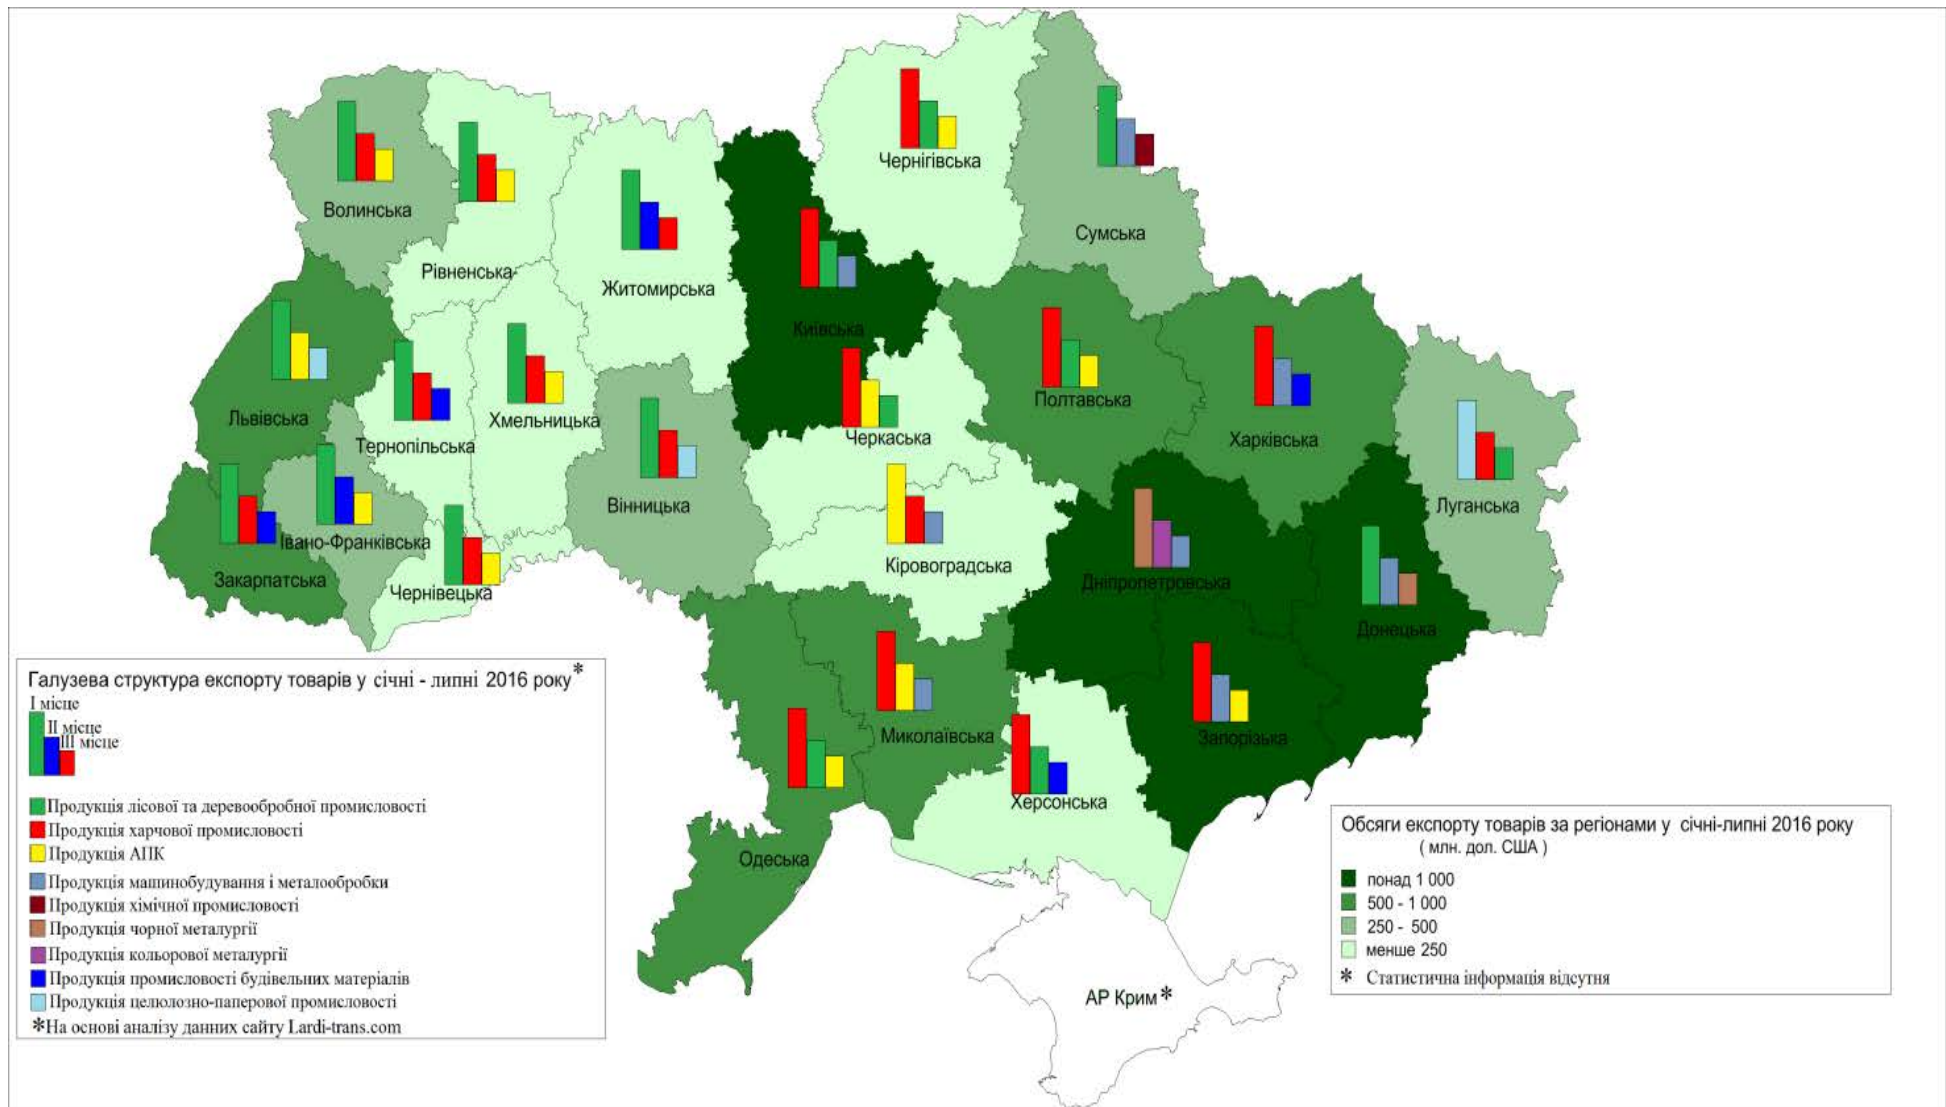 Чернігівська
Волинська
Сумська
Рівненська
Житомирська
Київська
Полтавська
Львівська
Хмельницька
Тернопільська
Черкаська
Харківська
Вінницька
Луганська
Івано-Франківська
Кіровоградська
Закарпатська
Дніпропетровська
Чернівецька
Донецька
Миколаївська
Запорізька
Херсонська
Одеська
АР Крим*
Галузева структура експорту товарів у січні - липні 2016 року*
І місце
ІІ місце
ІІІ місце
Продукція лісової та деревообробної промисловості
Продукція харчової промисловості
Продукція АПК
Продукція машинобудування і металообробки
Продукція хімічної промисловості
Продукція чорної металургії
Продукція кольорової металургії
Продукція промисловості будівельних матеріалів
Продукція целюлозно-паперової промисловості
*На основі аналізу данних сайту Lardi-trans.com
Обсяги експорту товарів за регіонами у січні-липні 2016 року
( млн. дол. США )
понад 1 000
500 - 1 000
250 - 500
менше 250
* Статистична інформація відсутня